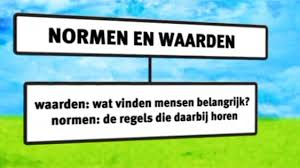 NORMEN EN WAARDEN
waarden: wat vinden mensen belangrijk?
normen: de regels die daarbij horen